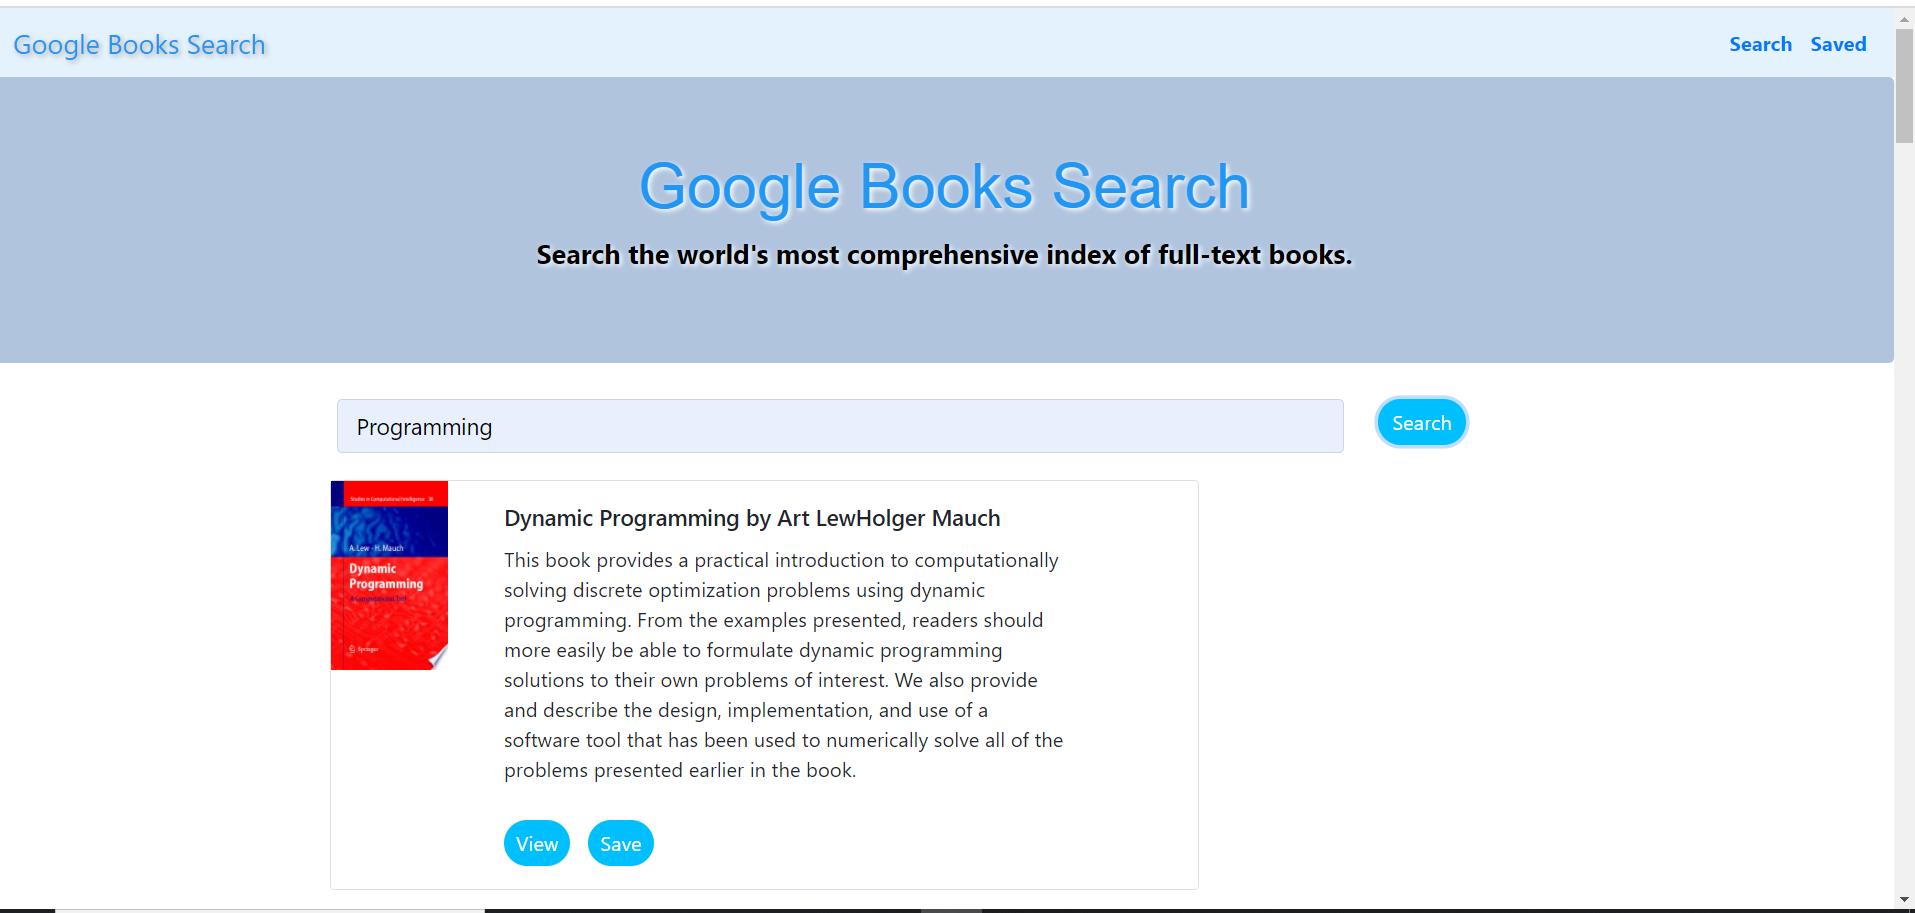 Google Books Search
Search Saved
Google Books Search
Search the world's most comprehensive index of full-text books.
Programming
Search
Studies in Computational Intelligence 38
A. Lew · H. Mauch
Dynamic
Programming
A Computational Tool
Springer
Dynamic Programming by Art LewHolger Mauch
This book provides a practical introduction to computationally
solving discrete optimization problems using dynamic
programming. From the examples presented, readers should
more easily be able to formulate dynamic programming
solutions to their own problems of interest. We also provide
and describe the design, implementation, and use of a
software tool that has been used to numerically solve all of the
problems presented earlier in the book.
View Save